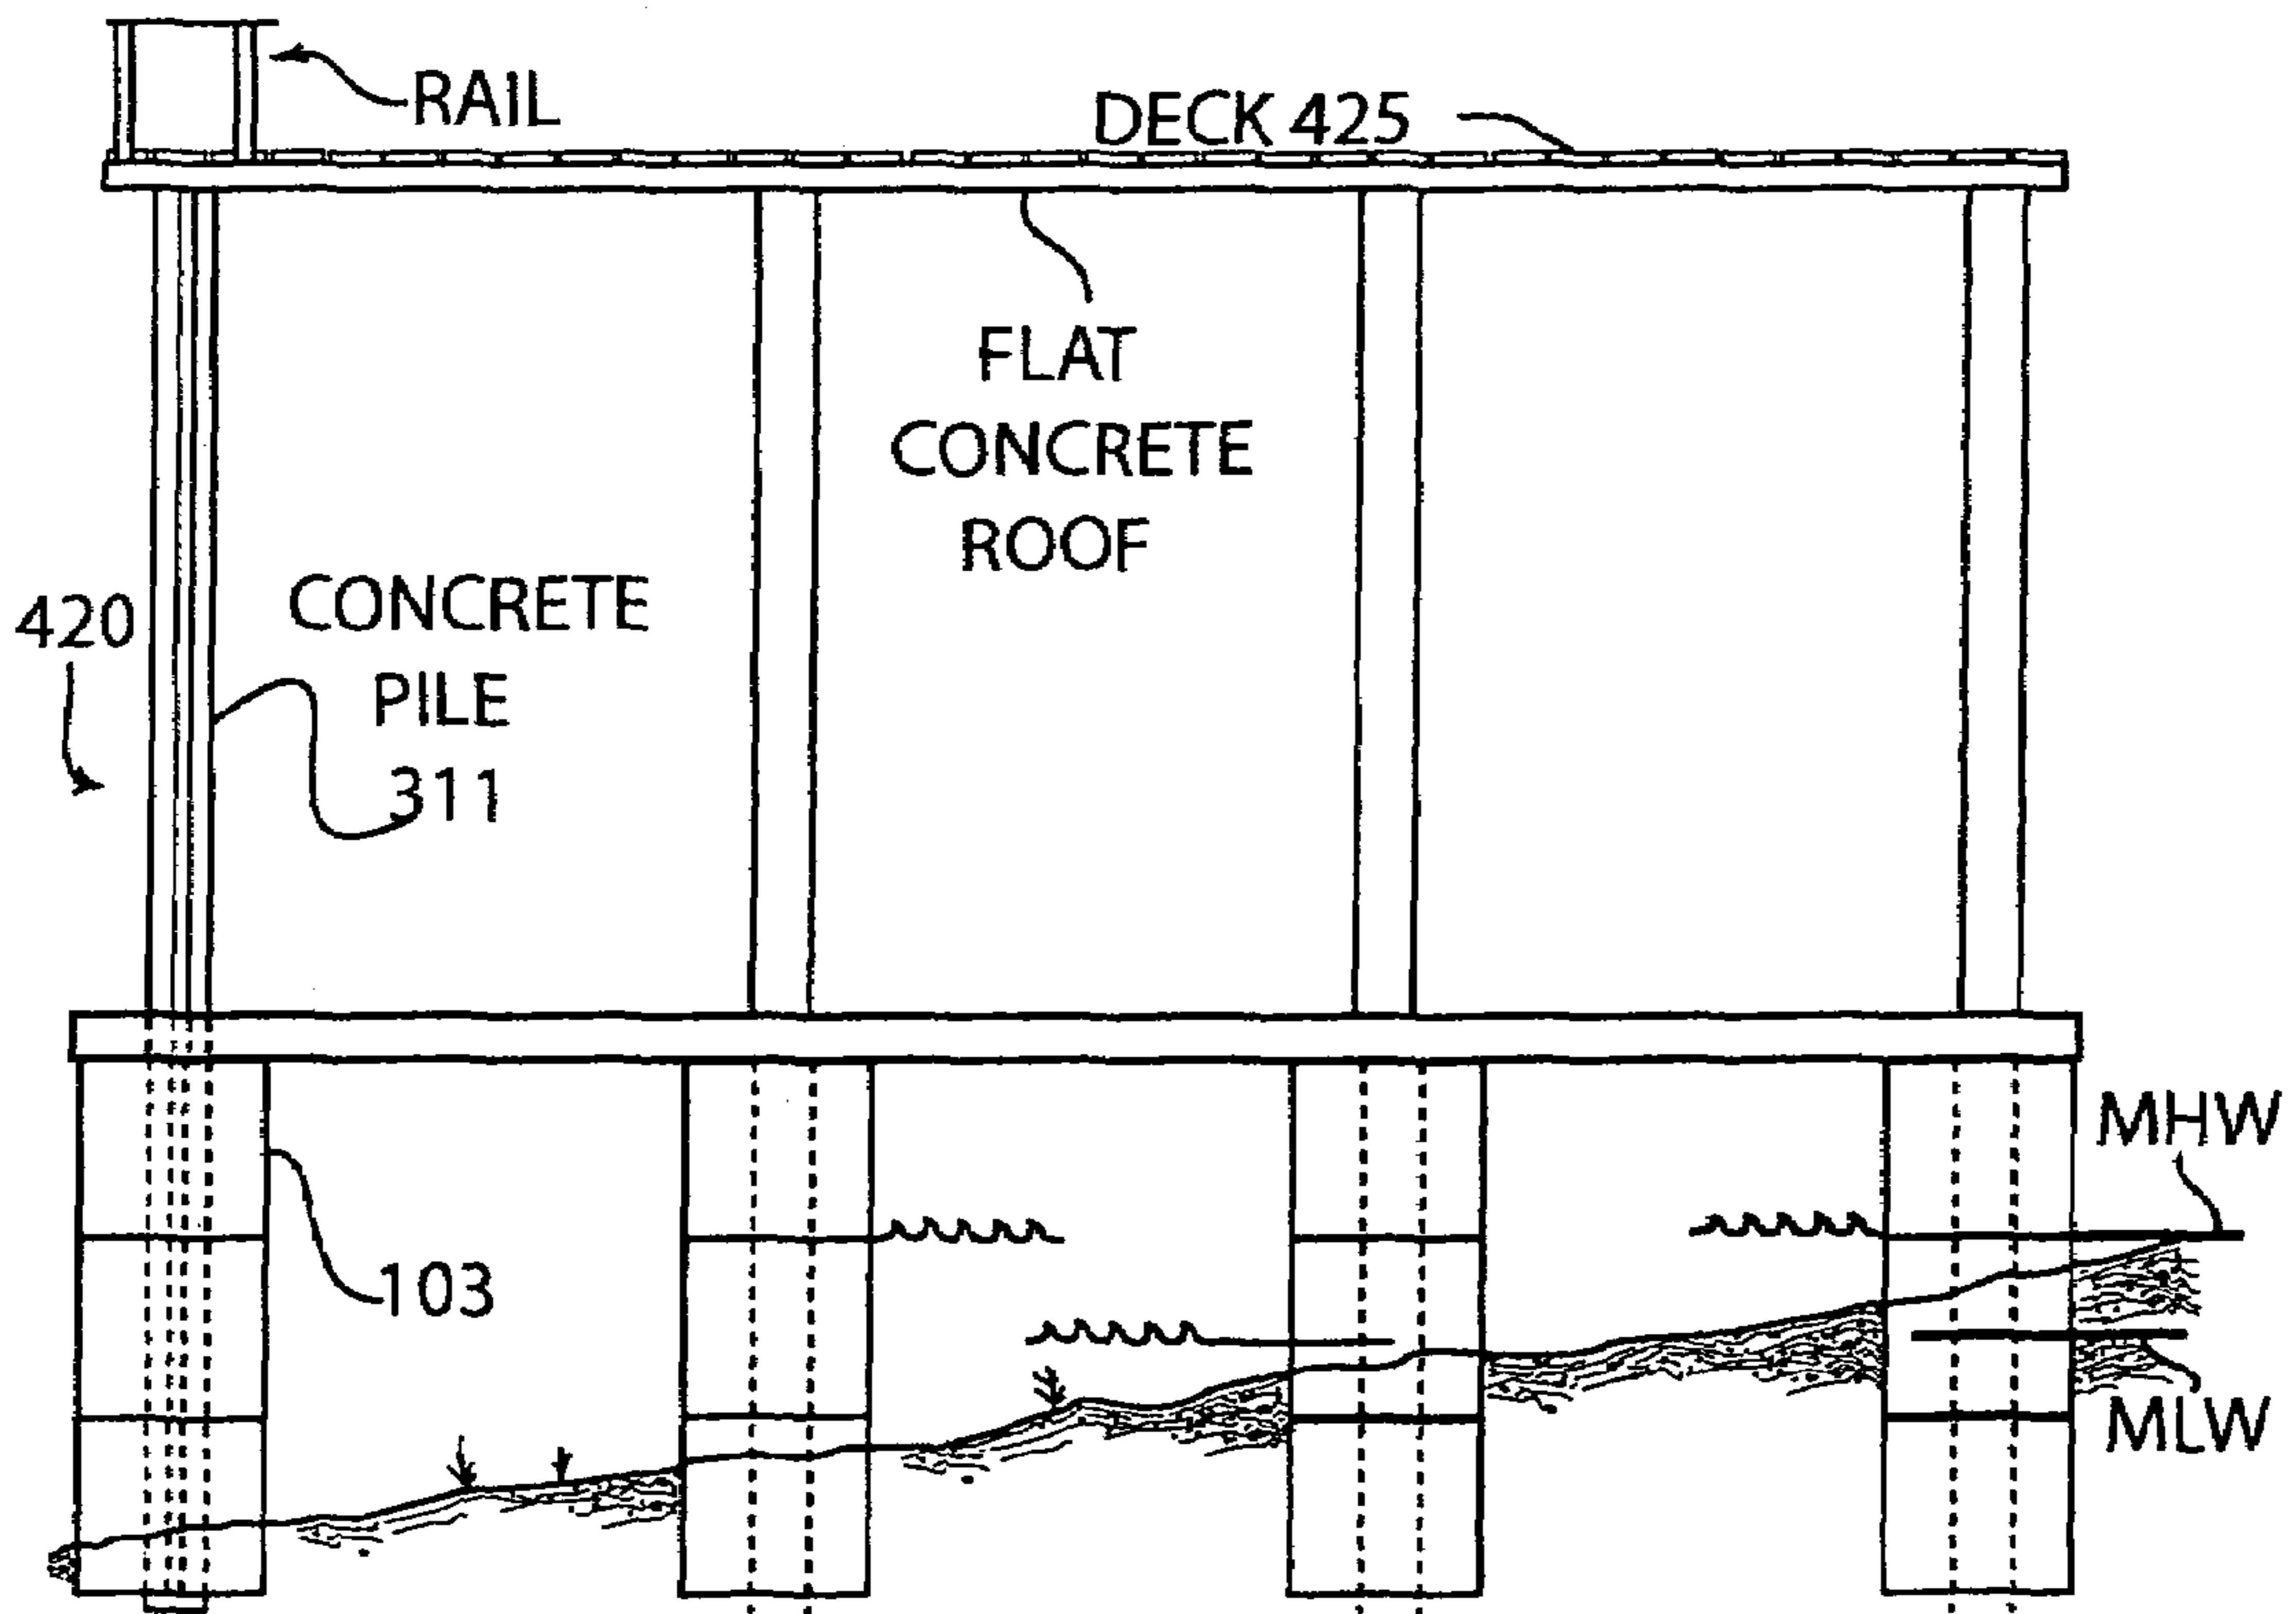 RAIL
DECK 425
FLAT
CONCRETE
ROOF
CONCRETE
PILE
311
420
103
MHW
MLW